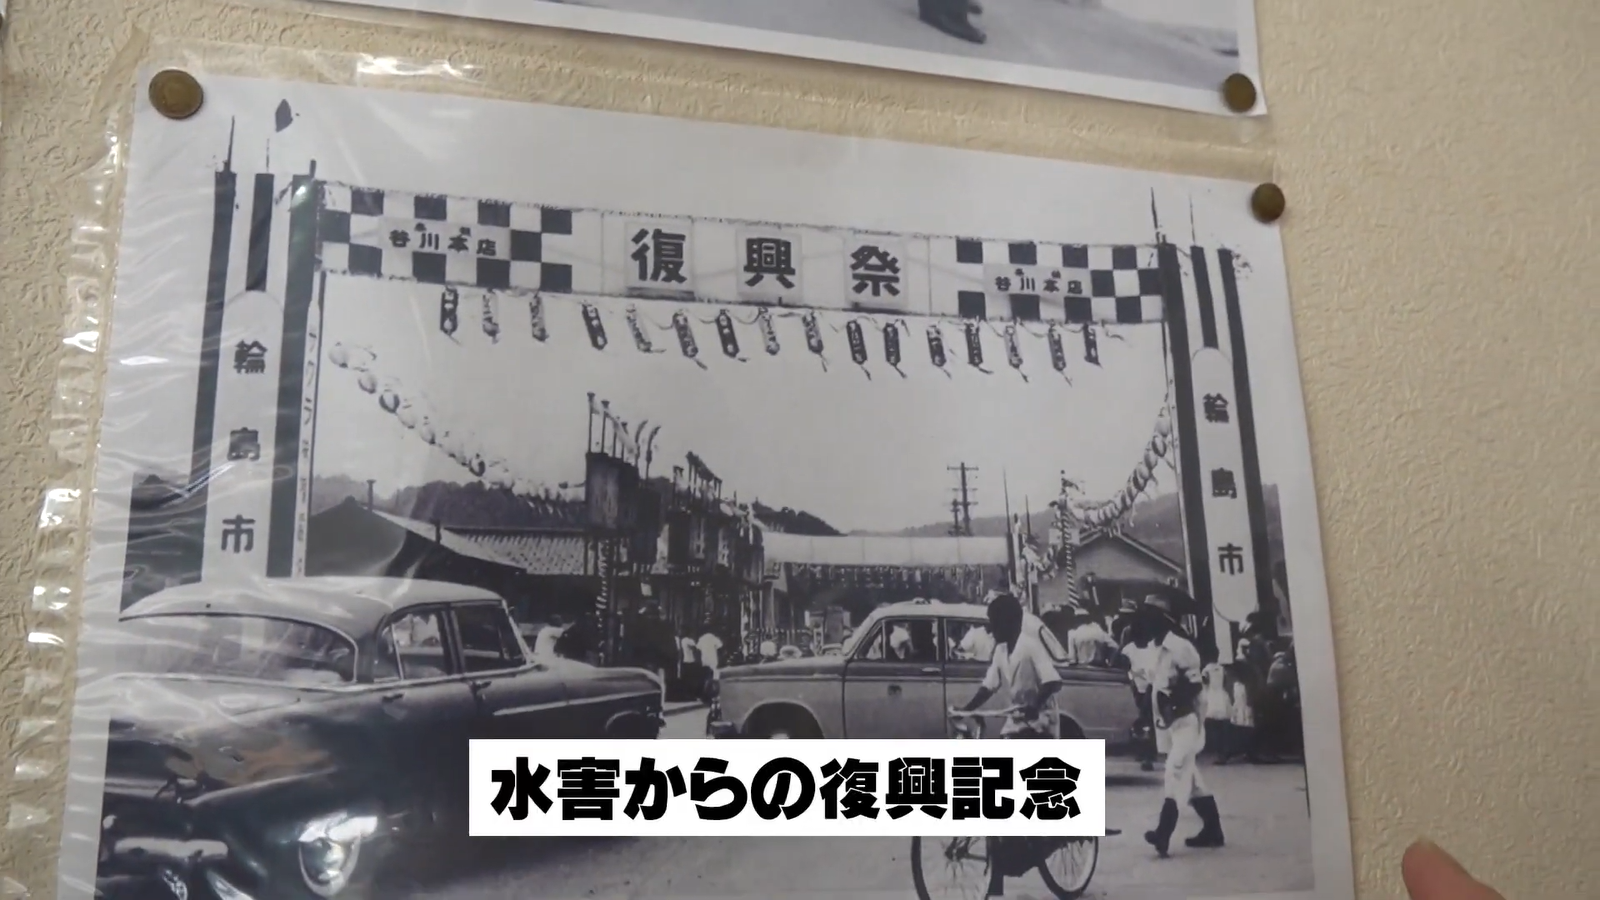 谷川本店
復興祭
谷川本店
輪島市
輪島市
水害からの復興記念